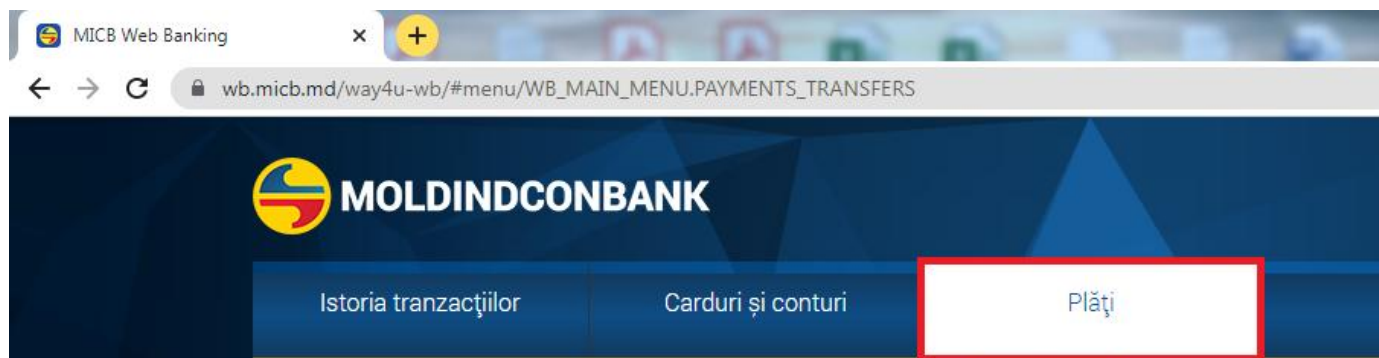 MICB Web Banking
wb.micb.md/way4u-wb/#menu/WB_MAIN_MENU.PAYMENTS_TRANSFERS
MOLDINDCONBANK
Istoria tranzacţiilor Carduri și conturi Plăţi